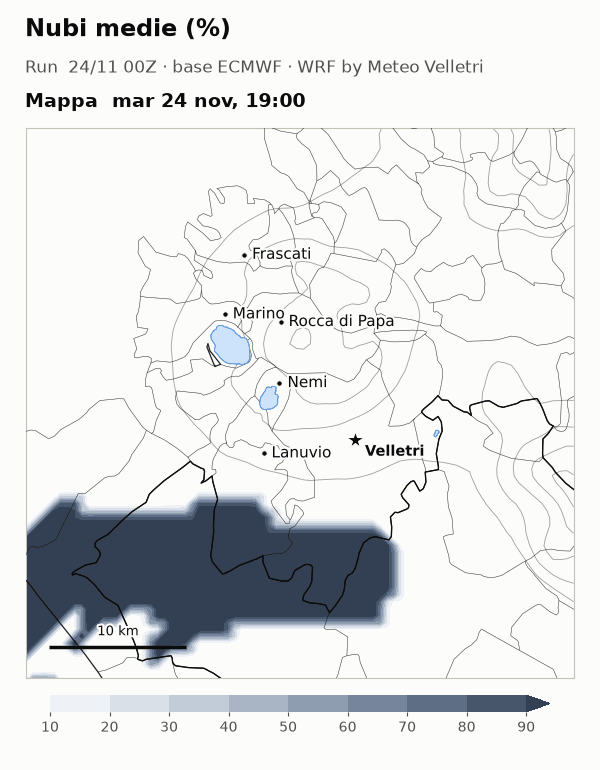 Nubi medie (%)
Run  24/11 00Z · base ECMWF · WRF by Meteo Velletri
Mappa  mar 24 nov, 19:00
Frascati
Marino
Rocca di Papa
Nemi
Velletri
Lanuvio
10 km
10 20 30 40 50 60 70 80 90